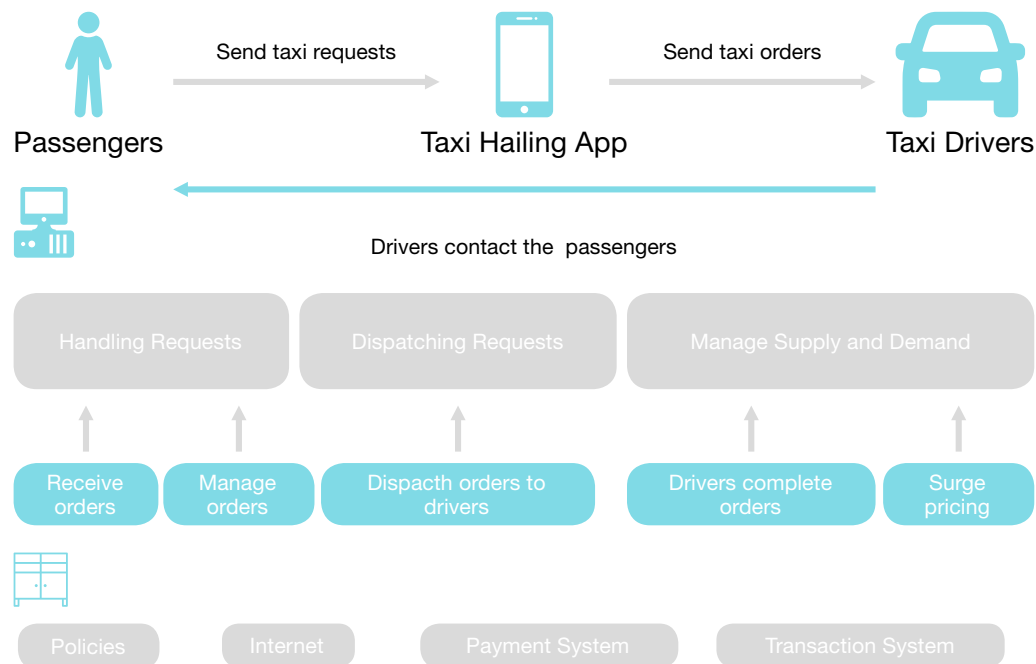 Send taxi requests
Send taxi orders
Passengers
Taxi Hailing App
Taxi Drivers
Drivers contact the  passengers
Handling Requests
Dispatching Requests
Manage Supply and Demand
Receive
orders
Manage
orders
Dispacth orders to
drivers
Drivers complete
orders
Surge
pricing
Policies
Internet
Payment System
Transaction System